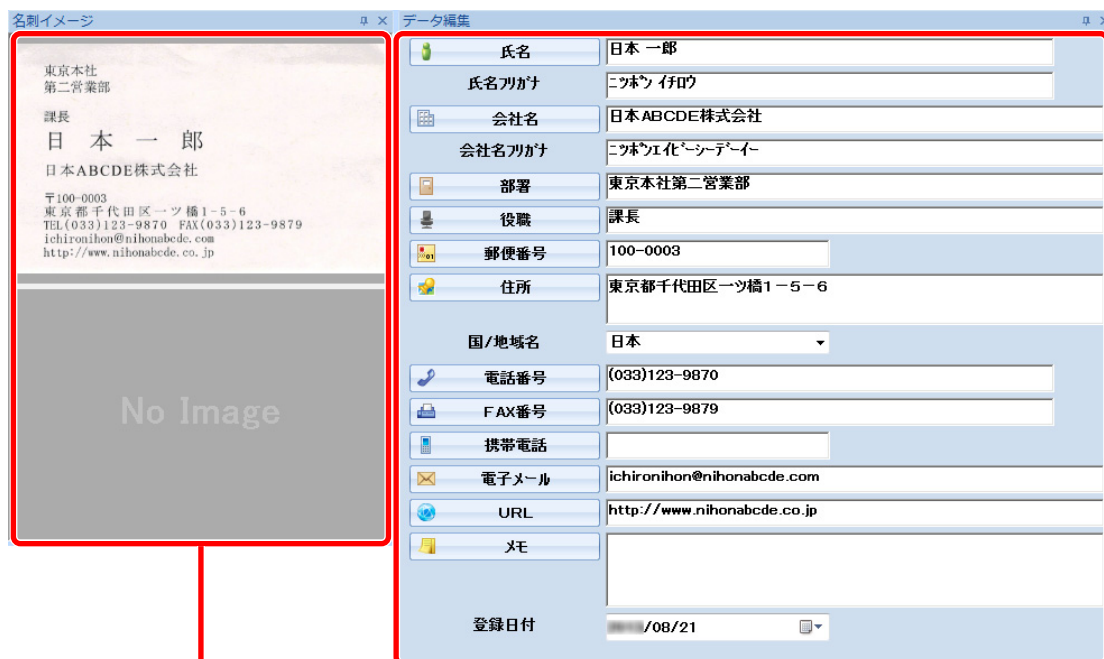 名刺イメージ
東京本社
第二営業部
課長
日 本 一 郎
日本ABCDE株式会社
〒100-0003
東京都千代田区一ツ橋1-5-6
TEL(033)123-9870 FAX(033)123-9879
ichironihon@nihonabcde.com
http://www.nihonabcde.co.jp
No Image
データ編集
氏名 日本 一郎
氏名フリガナ ニッポン イチロウ
会社名 日本ABCDE株式会社
会社名フリガナ ニッポンエイビーシーデーイー
部署 東京本社第二営業部
役職 課長
郵便番号 100-0003
住所 東京都千代田区一ツ橋1-5-6
国/地域名 日本
電話番号 (033)123-9870
FAX番号 (033)123-9879
携帯電話
電子メール ichironihon@nihonabcde.com
URL http://www.nihonabcde.co.jp
メモ
登録日付 /08/21